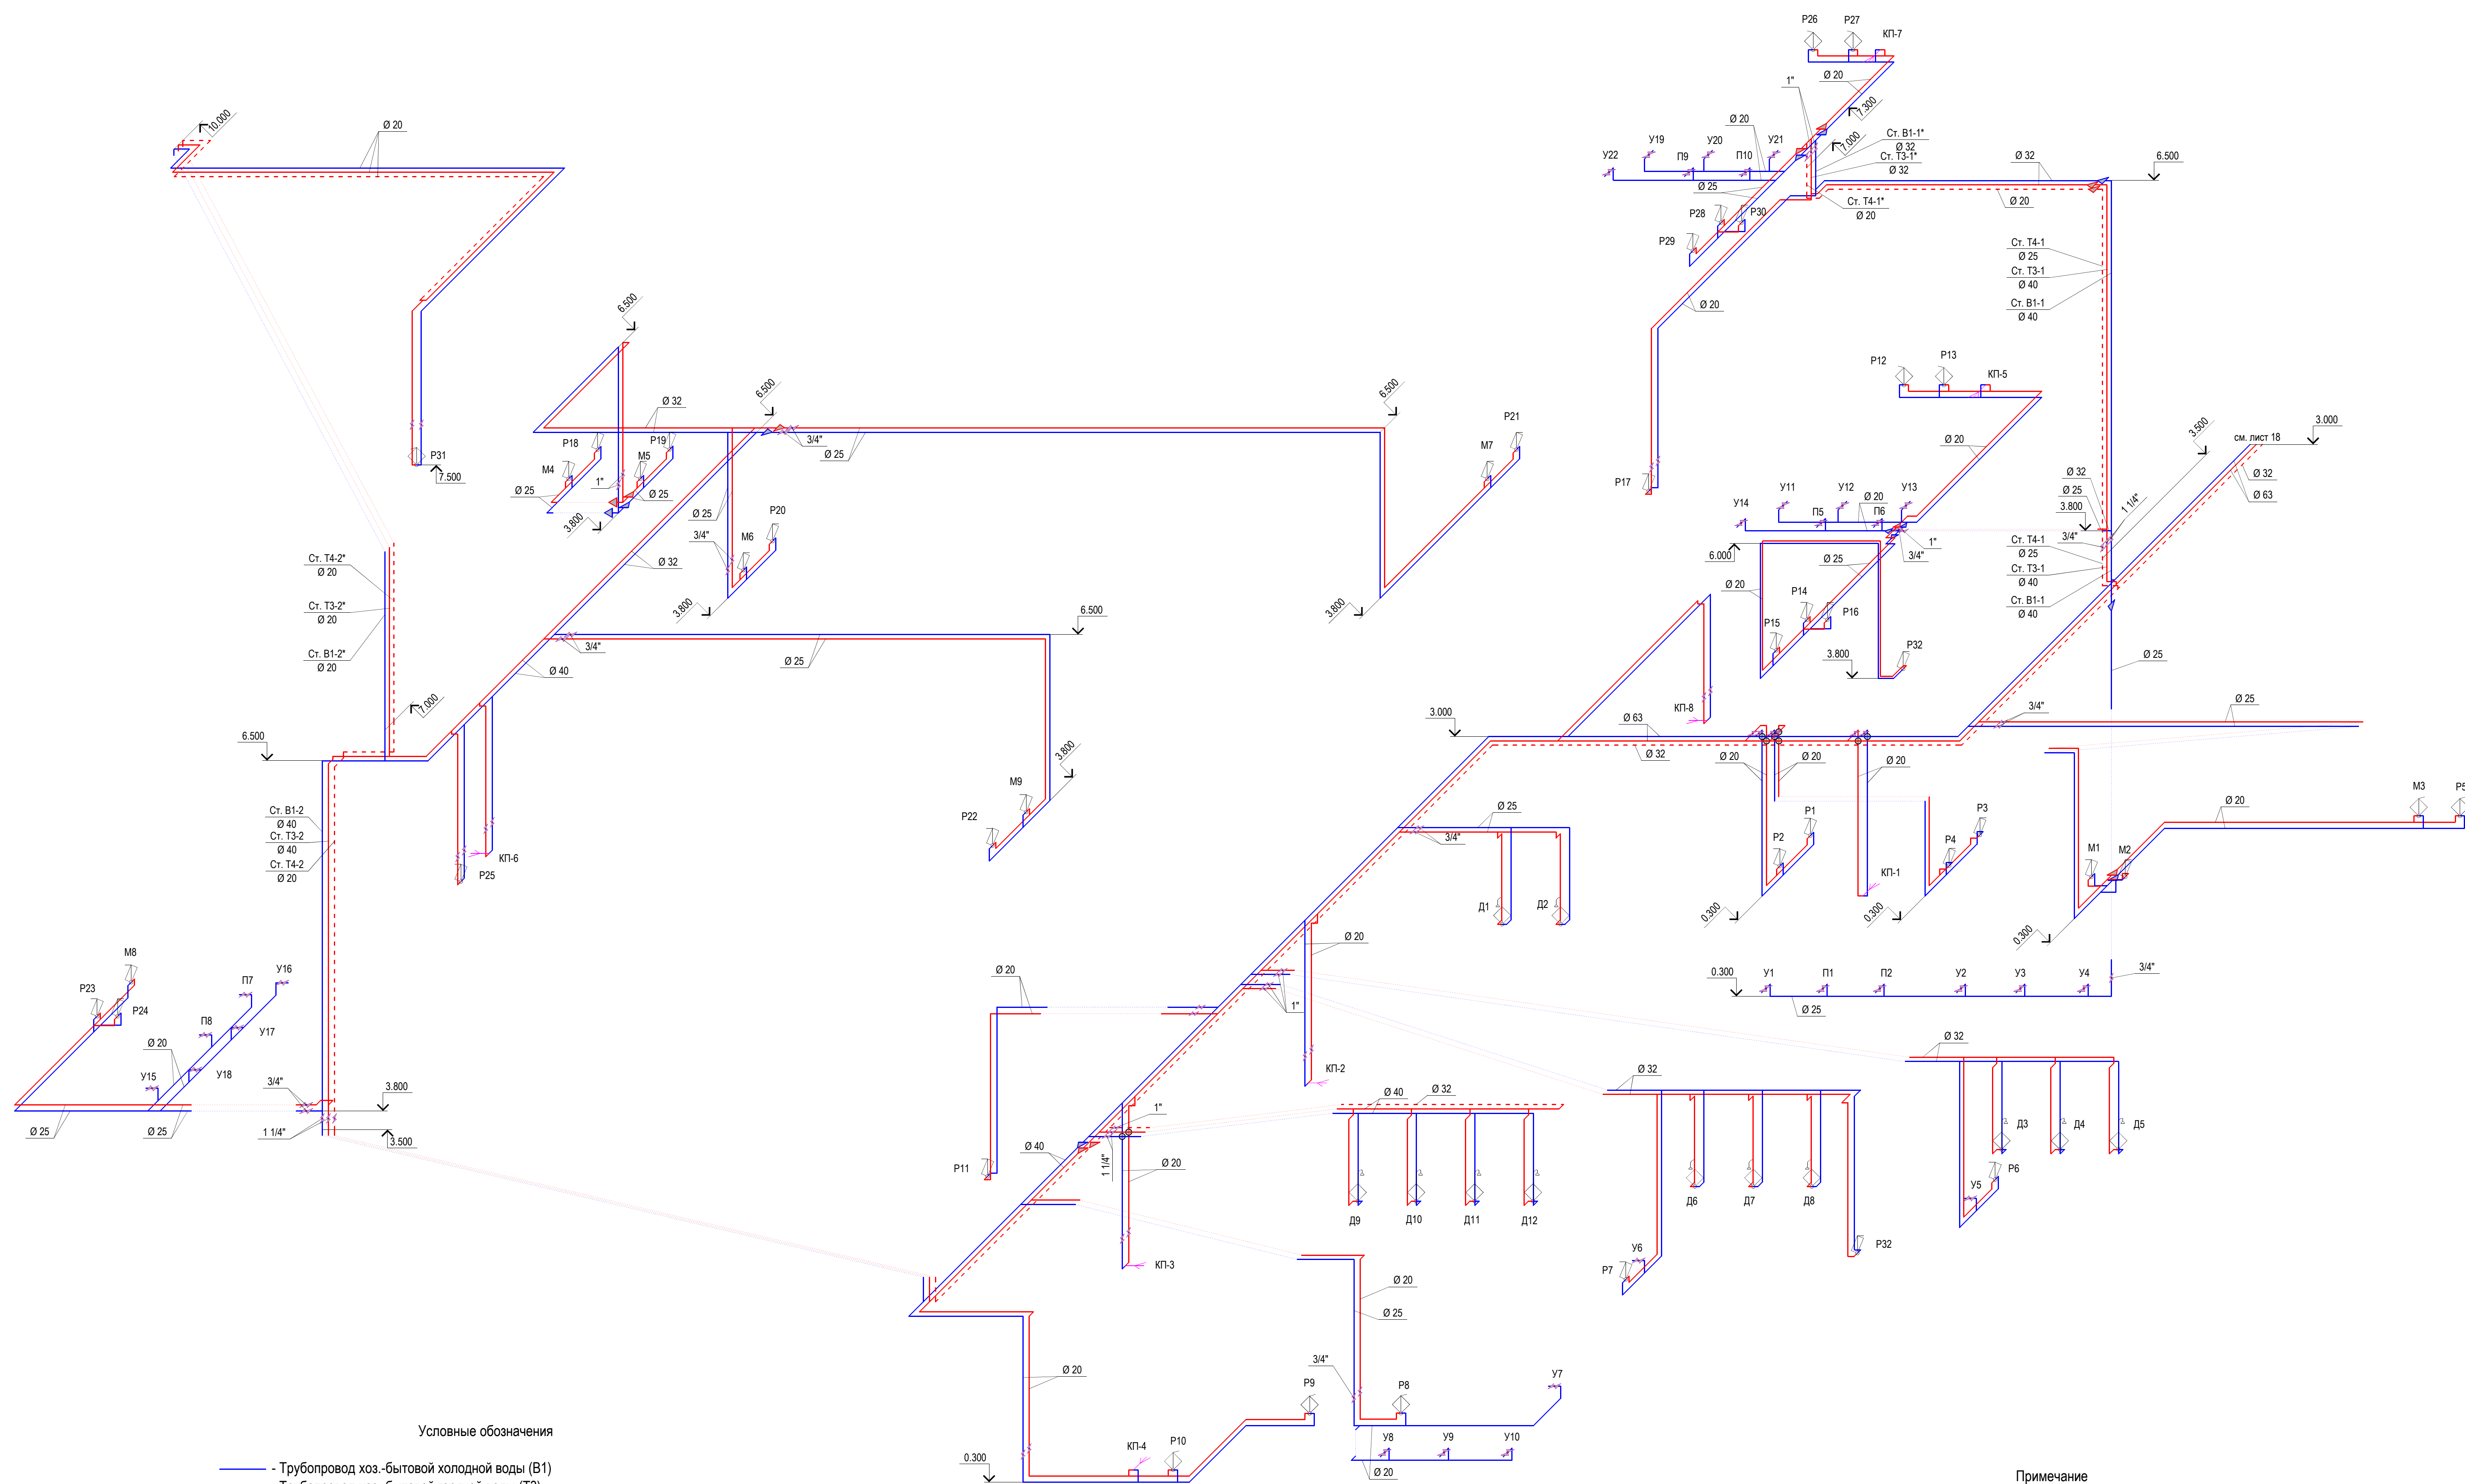 Р26 Р27 КП-7
Ø 20
1"
7.300
Ø 20
У19 У20 У21
У22 П9 П10
7.000
Ст. В1-1*
Ø 32
Ст. Т3-1*
Ø 32
Ø 32
6.500
Ø 25
Ст. Т4-1*
Ø 20
Ø 20
Р28 Р30
Р29
Ст. Т4-1
Ø 25
Ст. Т3-1
Ø 40
Ст. В1-1
Ø 40
Ø 20
Р17
10.000
Ø 20
Р31
7.500
6.500
6.500
6.500
Ø 32
3/4"
Ø 25
Р18 Р19
М4 М5
1"
Ø 25 Ø 25
3.800
Ø 25
3/4"
М6 Р20
3.800
Ø 32
Р21
М7
3.800
Р12 Р13 КП-5
Ø 20
У11 У12 У13
У14 П5 П6
Ø 20
1"
3/4"
6.000
Ø 25
Ø 20
Р14 Р16
Р15
Р32
3.800
3.500
см. лист 18
3.000
Ø 32
Ø 63
Ø 32
Ø 25
3.800
1 1/4"
3/4"
Ст. Т4-1
Ø 25
Ст. Т3-1
Ø 40
Ст. В1-1
Ø 40
Ø 25
Ст. Т4-2*
Ø 20
Ст. Т3-2*
Ø 20
Ст. В1-2*
Ø 20
7.000
6.500
3/4"
Ø 25
6.500
Ø 40
3.800
М9
Р22
Ст. В1-2
Ø 40
Ст. Т3-2
Ø 40
Ст. Т4-2
Ø 20
КП-6
Р25
КП-8
3.000
Ø 63
Ø 32
Ø 20 Ø 20 Ø 20
3/4"
Ø 25
Р1
Р2
КП-1
Р3
Р4
0.300
0.300
0.300
М1 М2
Ø 20
М3 Р5
Ø 25
3/4"
Д1 Д2
Ø 20
1"
КП-2
Ø 20
Р11
М8
Р23
Р24
П7 У16
П8 У17
Ø 20
У15 У18
3/4"
3.800
Ø 25 Ø 25
1 1/4"
3.500
0.300
У1 П1 П2 У2 У3 У4
3/4"
Ø 25
Ø 32
Д3 Д4 Д5
Р6
У5
Ø 32
Д6 Д7 Д8
У6
Р7
Р32
Ø 40 Ø 32
1"
1 1/4"
Ø 40
Ø 20
КП-3
Д9 Д10 Д11 Д12
Ø 20
Ø 25
3/4"
Р8
У7
У8 У9 У10
Ø 20
Ø 20
Р9
КП-4 Р10
0.300
Условные обозначения
- Трубопровод хоз.-бытовой холодной воды (В1)
Примечание